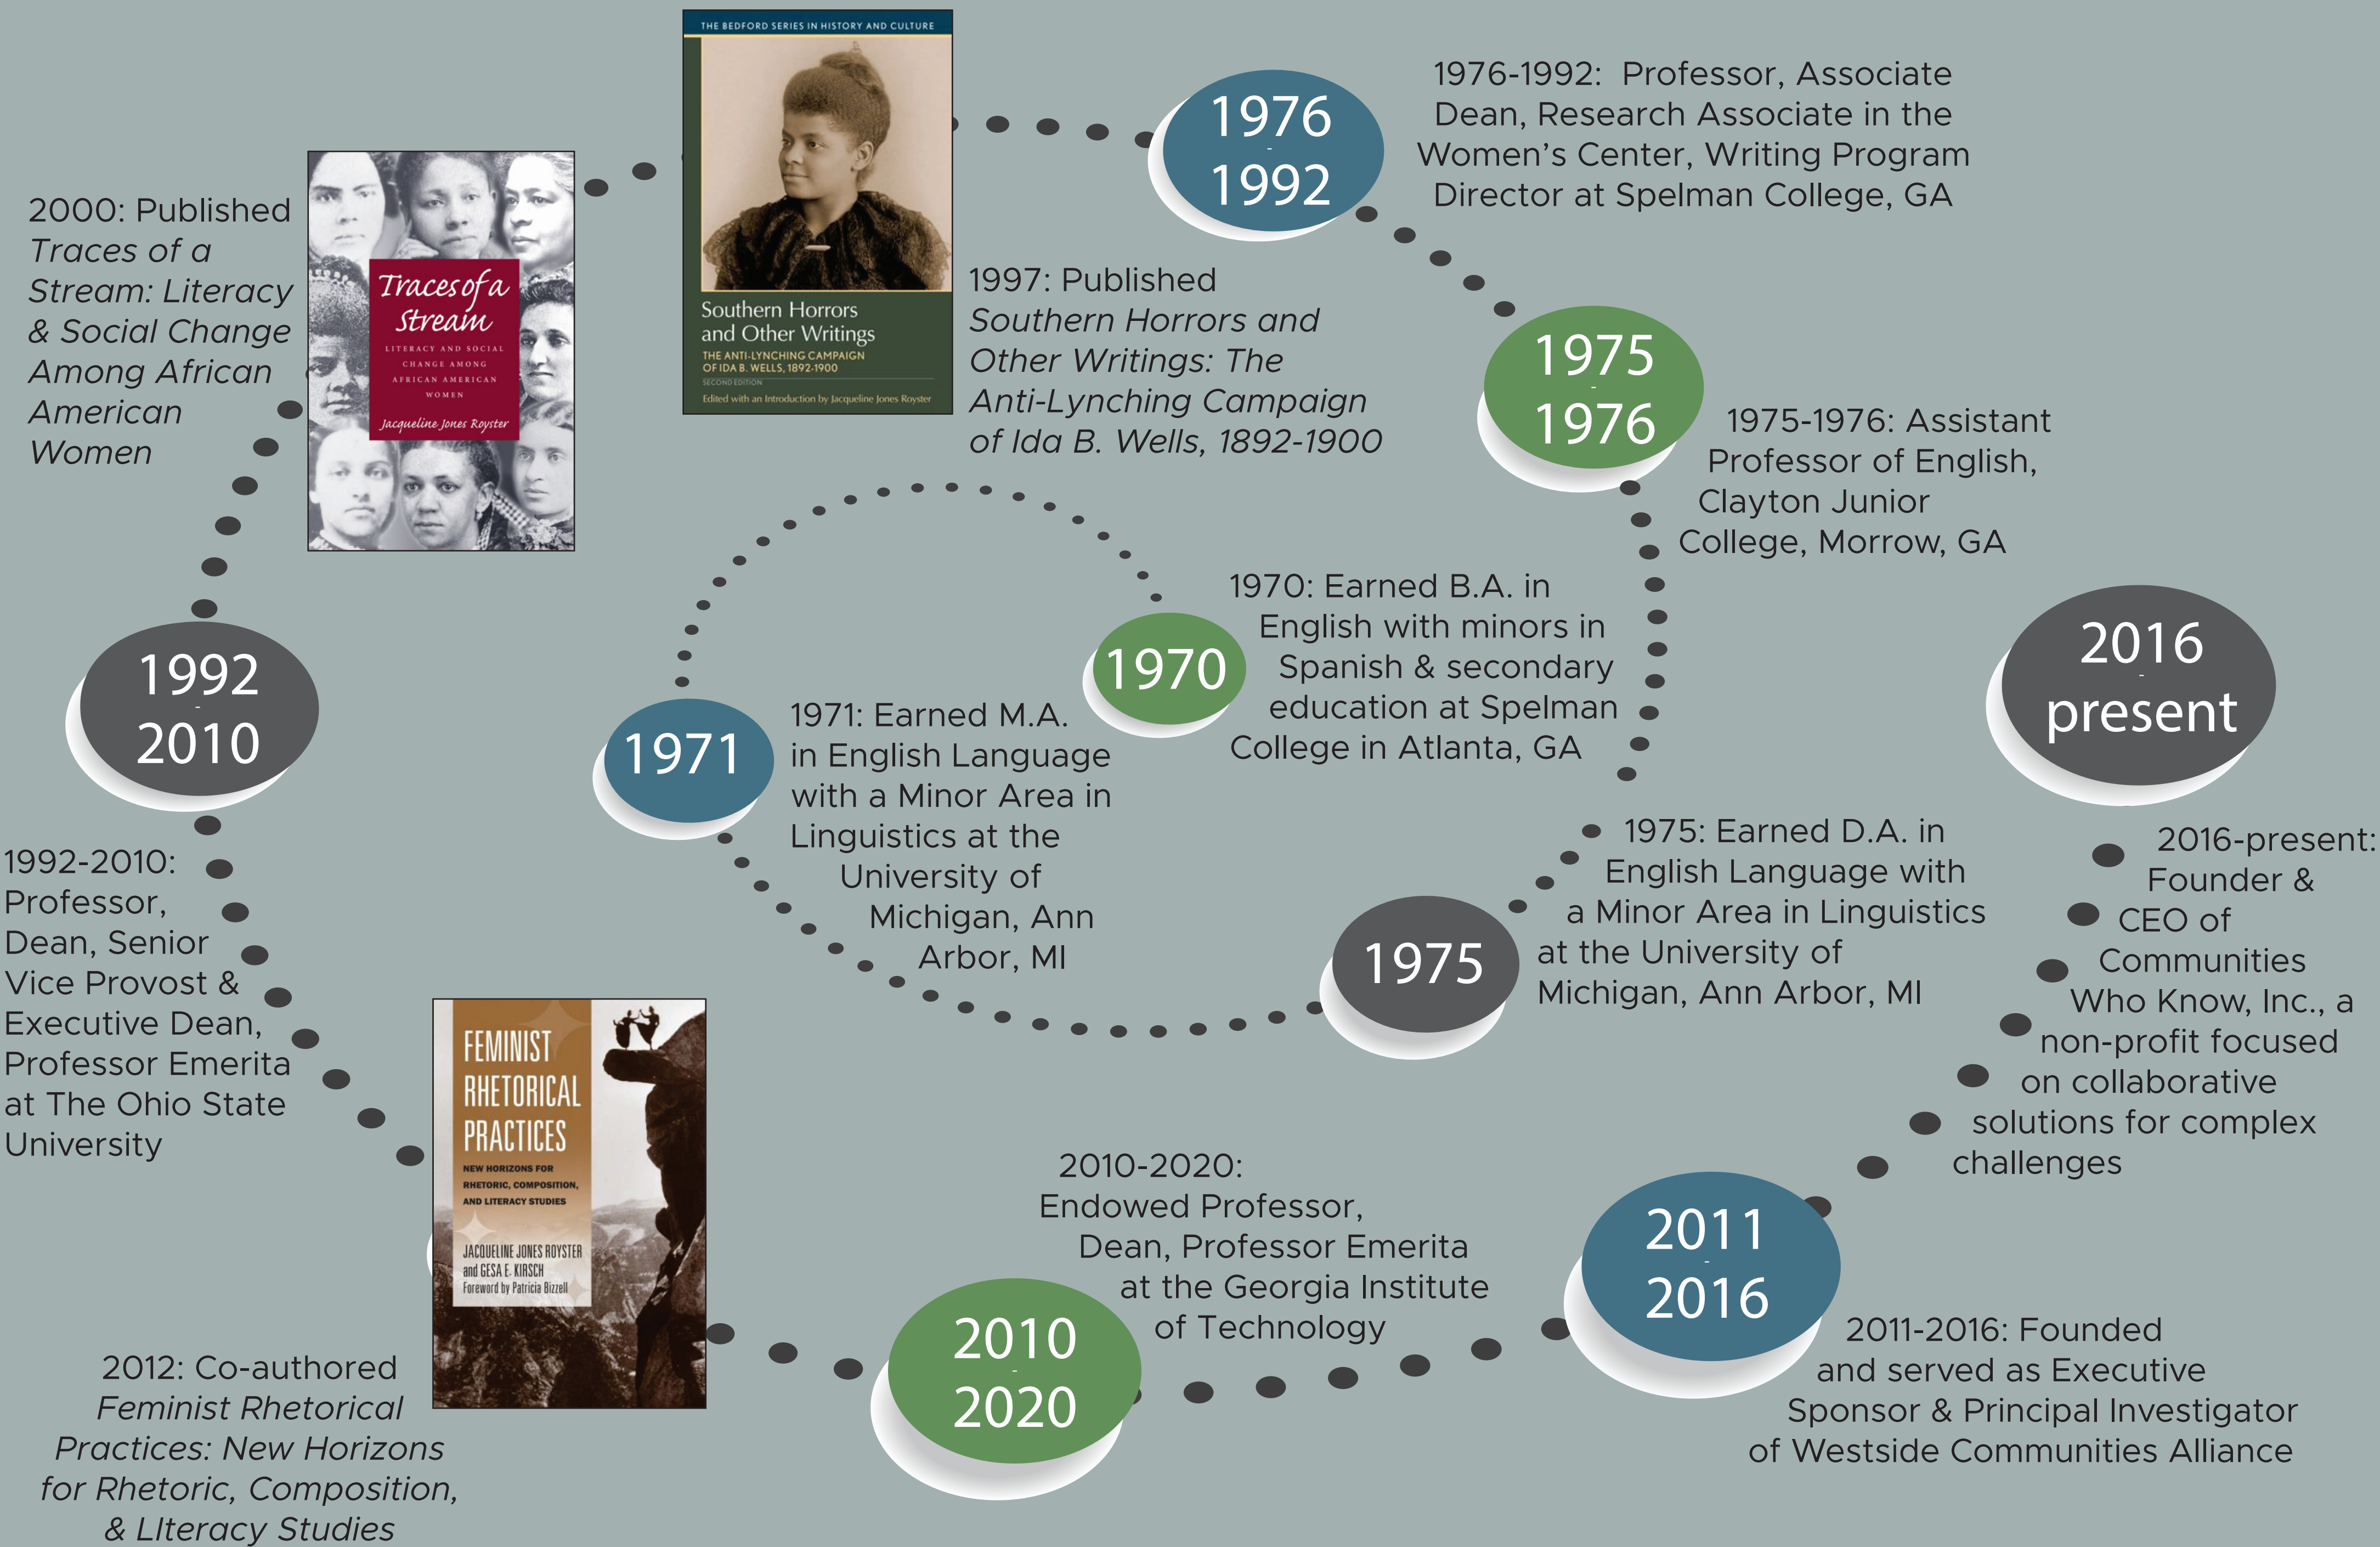 1970
1970: Earned B.A. in
English with minors in
Spanish & secondary
education at Spelman
College in Atlanta, GA
1971
1971: Earned M.A.
in English Language
with a Minor Area in
Linguistics at the
University of
Michigan, Ann
Arbor, MI
1975
1975: Earned D.A. in
English Language with
a Minor Area in Linguistics
at the University of
Michigan, Ann Arbor, MI
1975
-
1976
1975-1976: Assistant
Professor of English,
Clayton Junior
College, Morrow, GA
1976
-
1992
1976-1992: Professor, Associate
Dean, Research Associate in the
Women's Center, Writing Program
Director at Spelman College, GA
THE BEDFORD SERIES IN HISTORY AND CULTURE
Southern Horrors
and Other Writings
THE ANTI-LYNCHING CAMPAIGN
OF IDA B. WELLS, 1892-1900
SECOND EDITION
Edited with an Introduction by Jacqueline Jones Royster
1997: Published
Southern Horrors and
Other Writings: The
Anti-Lynching Campaign
of Ida B. Wells, 1892-1900
2000: Published
Traces of a
Stream: Literacy
& Social Change
Among African
American
Women
Traces of a
Stream
LITERACY AND SOCIAL
CHANGE AMONG
AFRICAN AMERICAN
WOMEN
Jacqueline Jones Royster
1992
-
2010
1992-2010:
Professor,
Dean, Senior
Vice Provost &
Executive Dean,
Professor Emerita
at The Ohio State
University
FEMINIST
RHETORICAL
PRACTICES
NEW HORIZONS FOR
RHETORIC, COMPOSITION,
AND LITERACY STUDIES
JACQUELINE JONES ROYSTER
and GESA E. KIRSCH
Foreword by Patricia Bizzell
2012: Co-authored
Feminist Rhetorical
Practices: New Horizons
for Rhetoric, Composition,
& LIteracy Studies
2010
-
2020
2010-2020:
Endowed Professor,
Dean, Professor Emerita
at the Georgia Institute
of Technology
2011
-
2016
2011-2016: Founded
and served as Executive
Sponsor & Principal Investigator
of Westside Communities Alliance
2016
-
present
2016-present:
Founder &
CEO of
Communities
Who Know, Inc., a
non-profit focused
on collaborative
solutions for complex
challenges